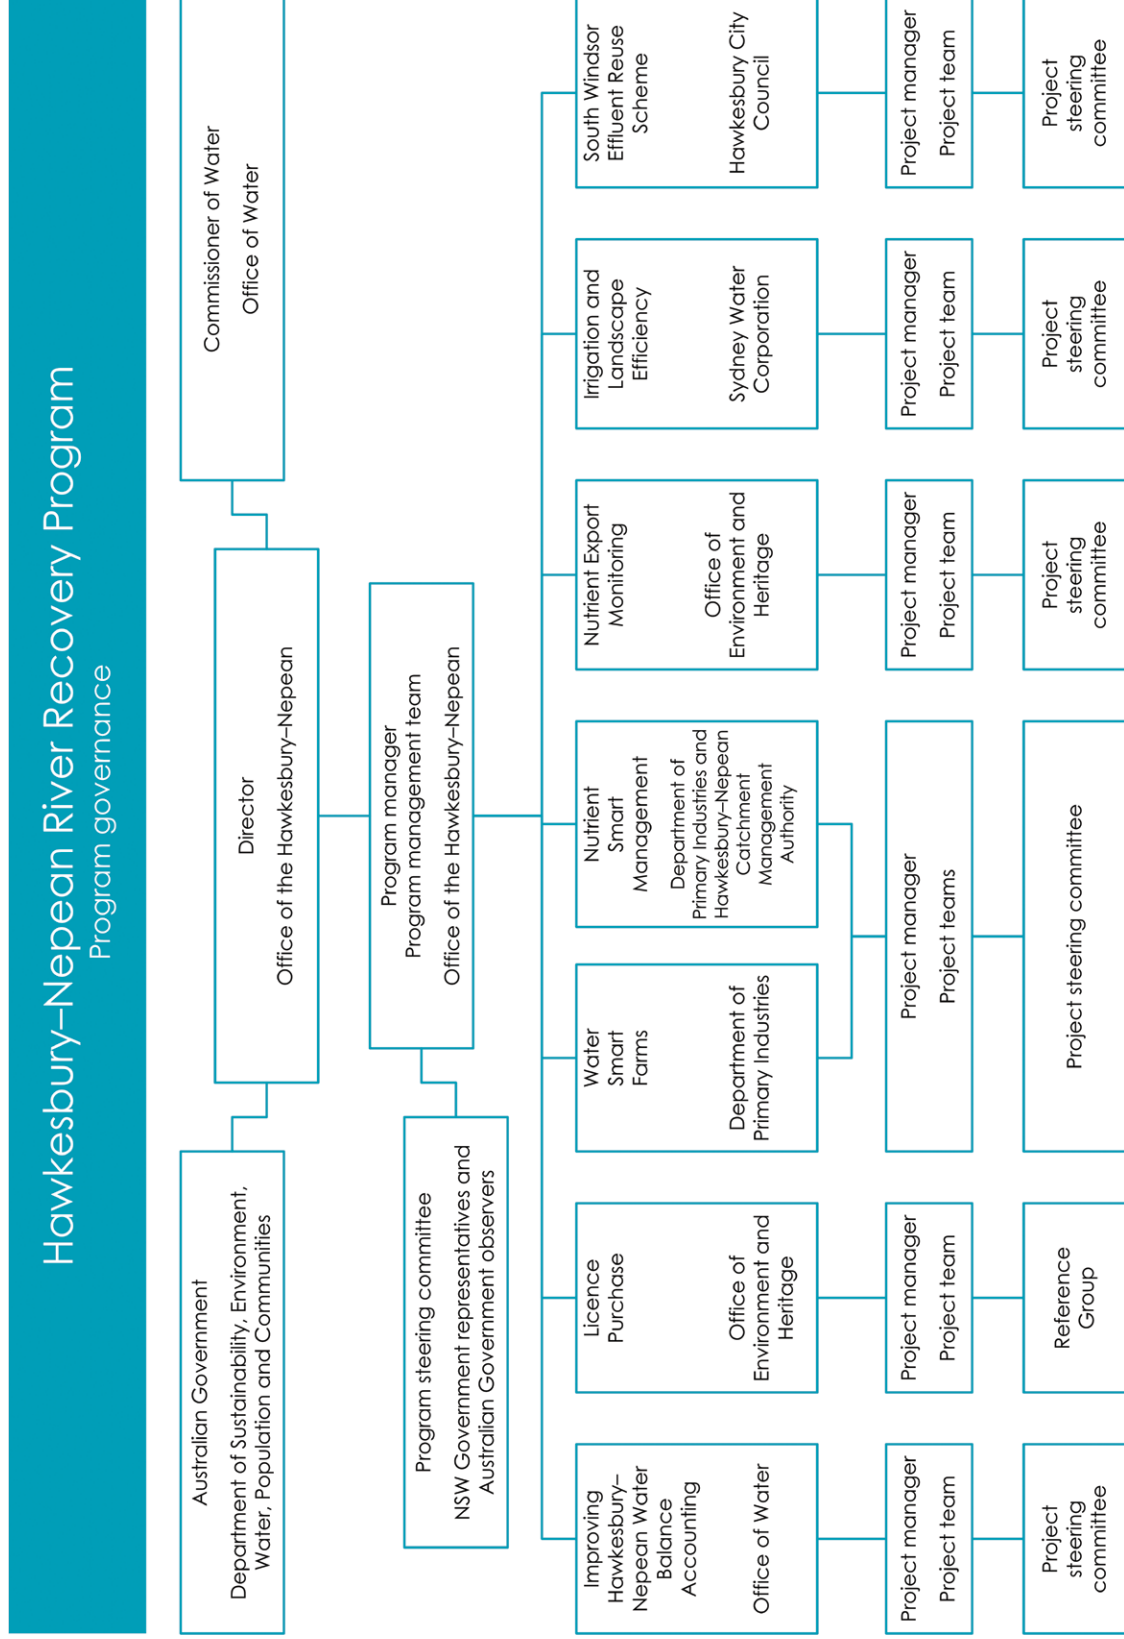 Hawkesbury–Nepean River Recovery Program
Program governance
Australian Government
Department of Sustainability, Environment,
Water, Population and Communities
Director
Office of the Hawkesbury–Nepean
Commissioner of Water
Office of Water
Program steering committee
NSW Government representatives and
Australian Government observers
Program manager
Program management team
Office of the Hawkesbury–Nepean
Improving
Hawkesbury–
Nepean Water
Balance
Accounting
Office of Water
Licence
Purchase
Office of
Environment and
Heritage
Water
Smart
Farms
Department of
Primary Industries
Nutrient
Smart
Management
Department of
Primary Industries and
Hawkesbury–Nepean
Catchment
Management
Authority
Nutrient Export
Monitoring
Office of
Environment and
Heritage
Irrigation and
Landscape
Efficiency
Sydney Water
Corporation
South Windsor
Effluent Reuse
Scheme
Hawkesbury City
Council
Project manager
Project team
Project manager
Project team
Project manager
Project teams
Project manager
Project team
Project manager
Project team
Project manager
Project team
Project
steering
committee
Reference
Group
Project steering committee
Project
steering
committee
Project
steering
committee
Project
steering
committee